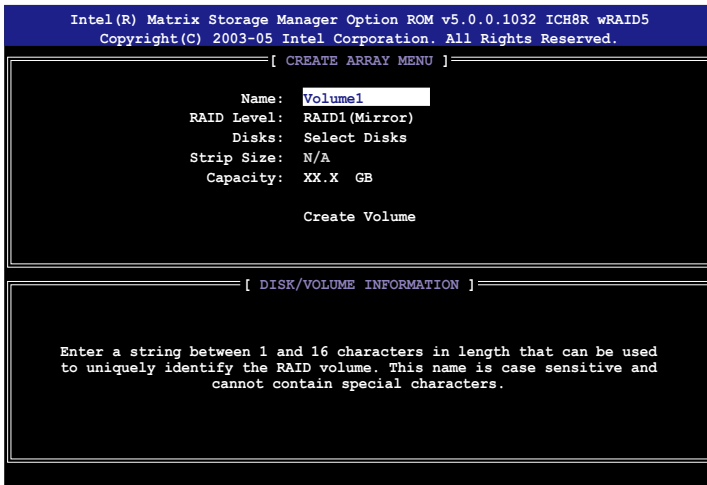 Intel(R) Matrix Storage Manager Option ROM v5.0.0.1032 ICH8R wRAID5
Copyright(C) 2003-05 Intel Corporation. All Rights Reserved.
[ CREATE ARRAY MENU ]
Name: Volume1
RAID Level: RAID1(Mirror)
Disks: Select Disks
Strip Size: N/A
Capacity: XX.X GB
Create Volume
[ DISK/VOLUME INFORMATION ]
Enter a string between 1 and 16 characters in length that can be used
to uniquely identify the RAID volume. This name is case sensitive and
cannot contain special characters.